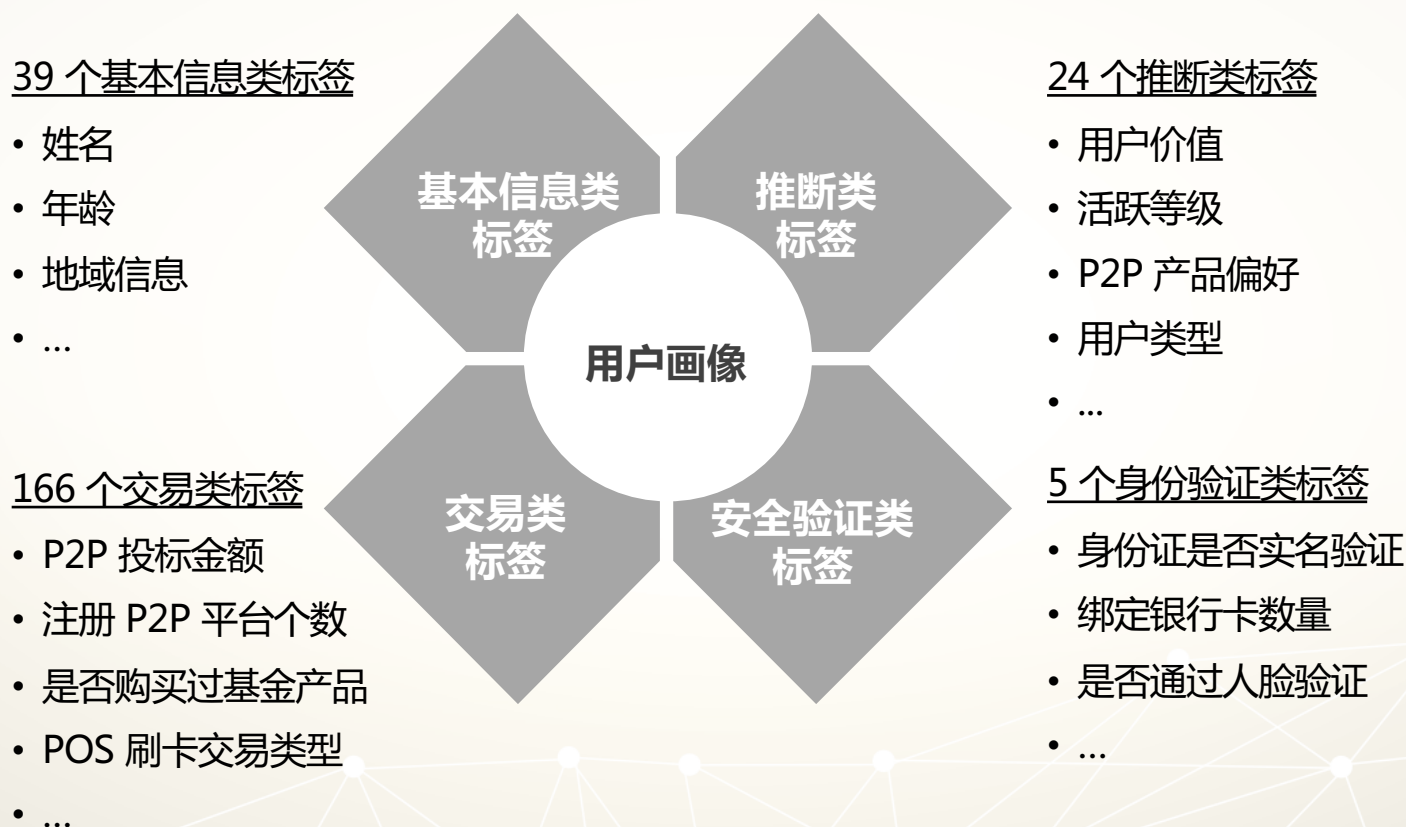 39 个基本信息类标签
• 姓名
• 年龄
• 地域信息
• …
166 个交易类标签
• P2P 投标金额
• 注册 P2P 平台个数
• 是否购买过基金产品
• POS 刷卡交易类型
• …
基本信息类
标签
推断类
标签
用户画像
交易类
标签
安全验证类
标签
24 个推断类标签
• 用户价值
• 活跃等级
• P2P 产品偏好
• 用户类型
• ...
5 个身份验证类标签
• 身份证是否实名验证
• 绑定银行卡数量
• 是否通过人脸验证
• …